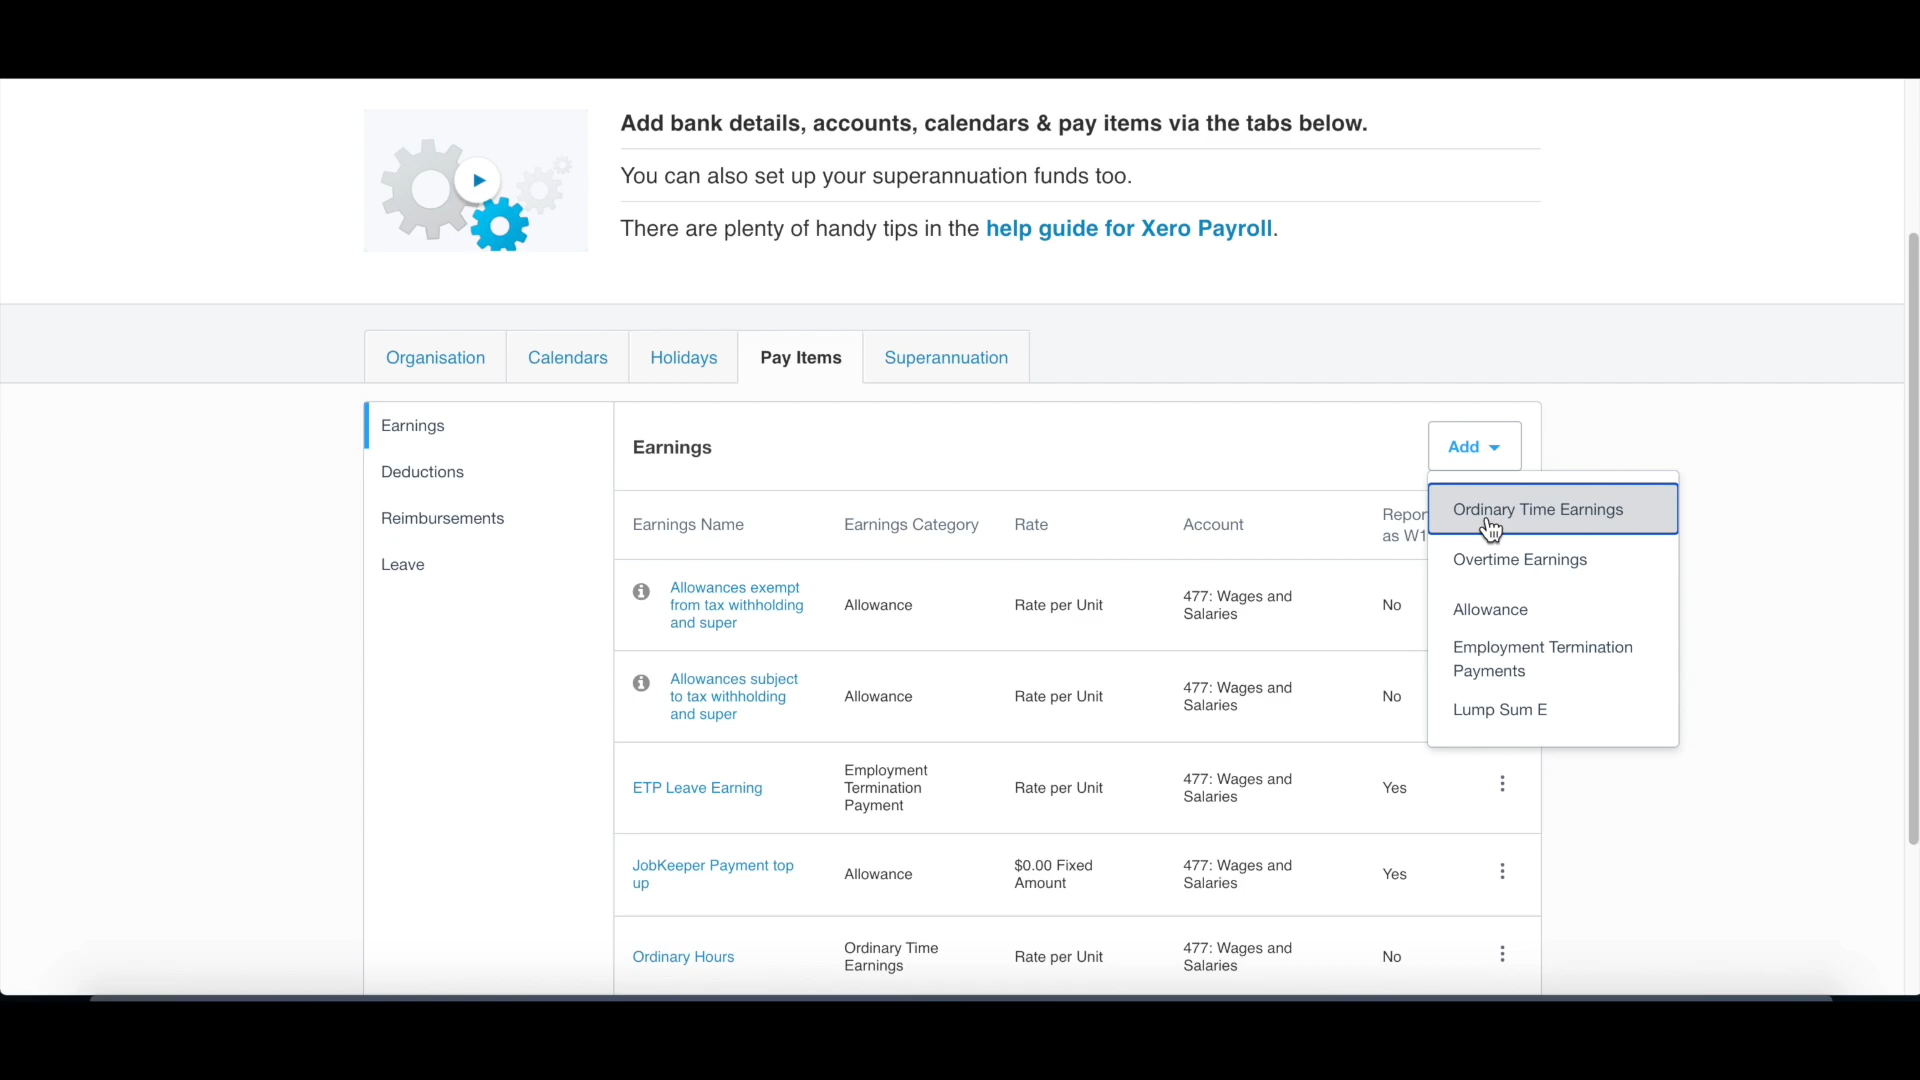 Add bank details, accounts, calendars & pay items via the tabs below.
You can also set up your superannuation funds too.
There are plenty of handy tips in the help guide for Xero Payroll.
Organisation
Calendars
Holidays
Pay Items
Superannuation
Earnings
Deductions
Reimbursements
Leave
Earnings
Add
Ordinary Time Earnings
Overtime Earnings
Allowance
Employment Termination
Payments
Lump Sum E
Earnings Name
Earnings Category
Rate
Account
Repor
as W1
Allowances exempt
from tax withholding
and super
Allowance
Rate per Unit
477: Wages and
Salaries
No
Allowances subject
to tax withholding
and super
Allowance
Rate per Unit
477: Wages and
Salaries
No
ETP Leave Earning
Employment
Termination
Payment
Rate per Unit
477: Wages and
Salaries
Yes
JobKeeper Payment top
up
Allowance
$0.00 Fixed
Amount
477: Wages and
Salaries
Yes
Ordinary Hours
Ordinary Time
Earnings
Rate per Unit
477: Wages and
Salaries
No